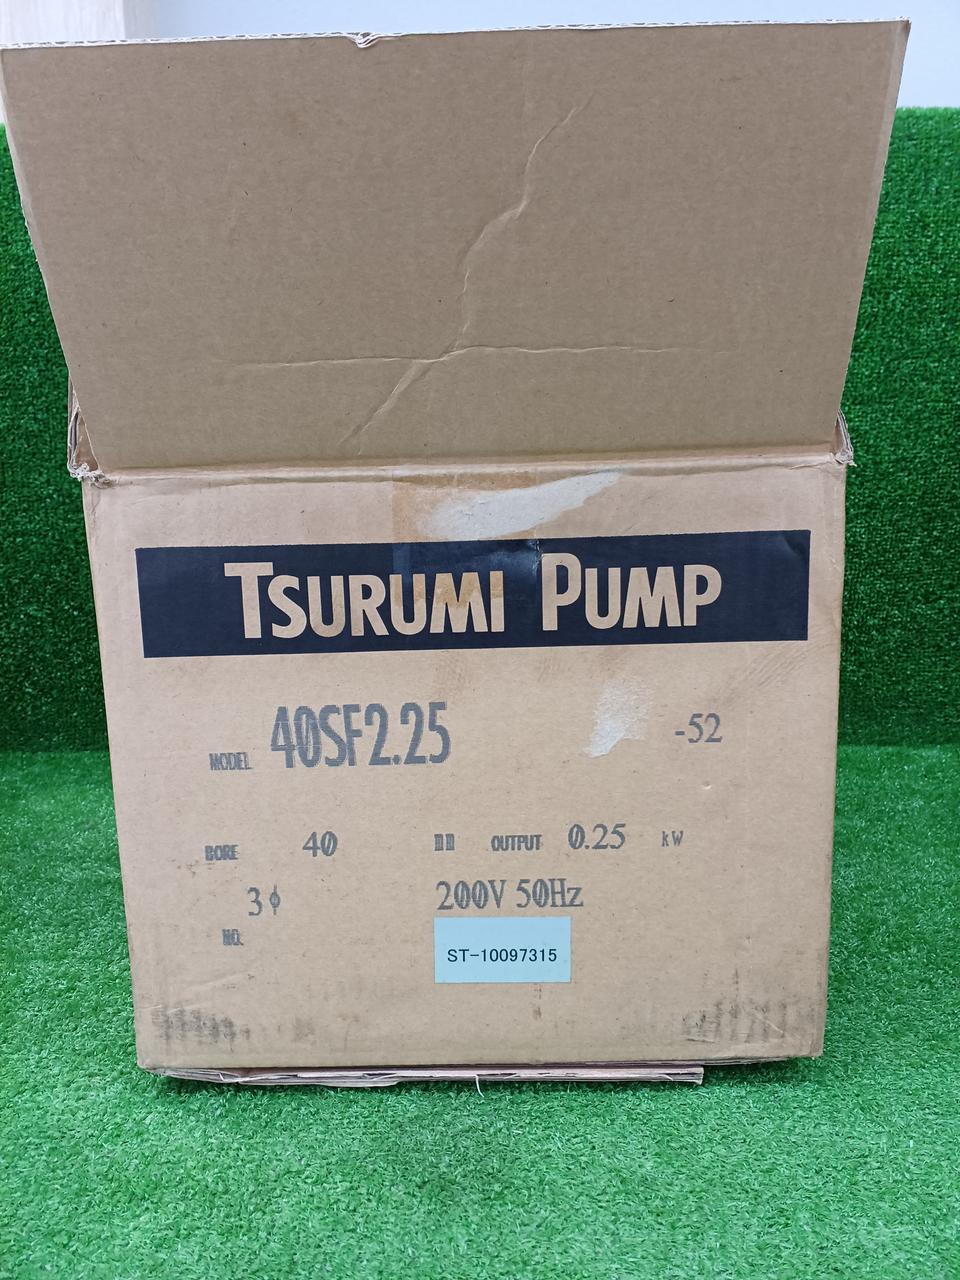 TSURUMI PUMP
MODEL 40SF2.25 -52
BORE 40 mm OUTPUT 0.25 kW
3φ 200V 50Hz
NO. ST-10097315